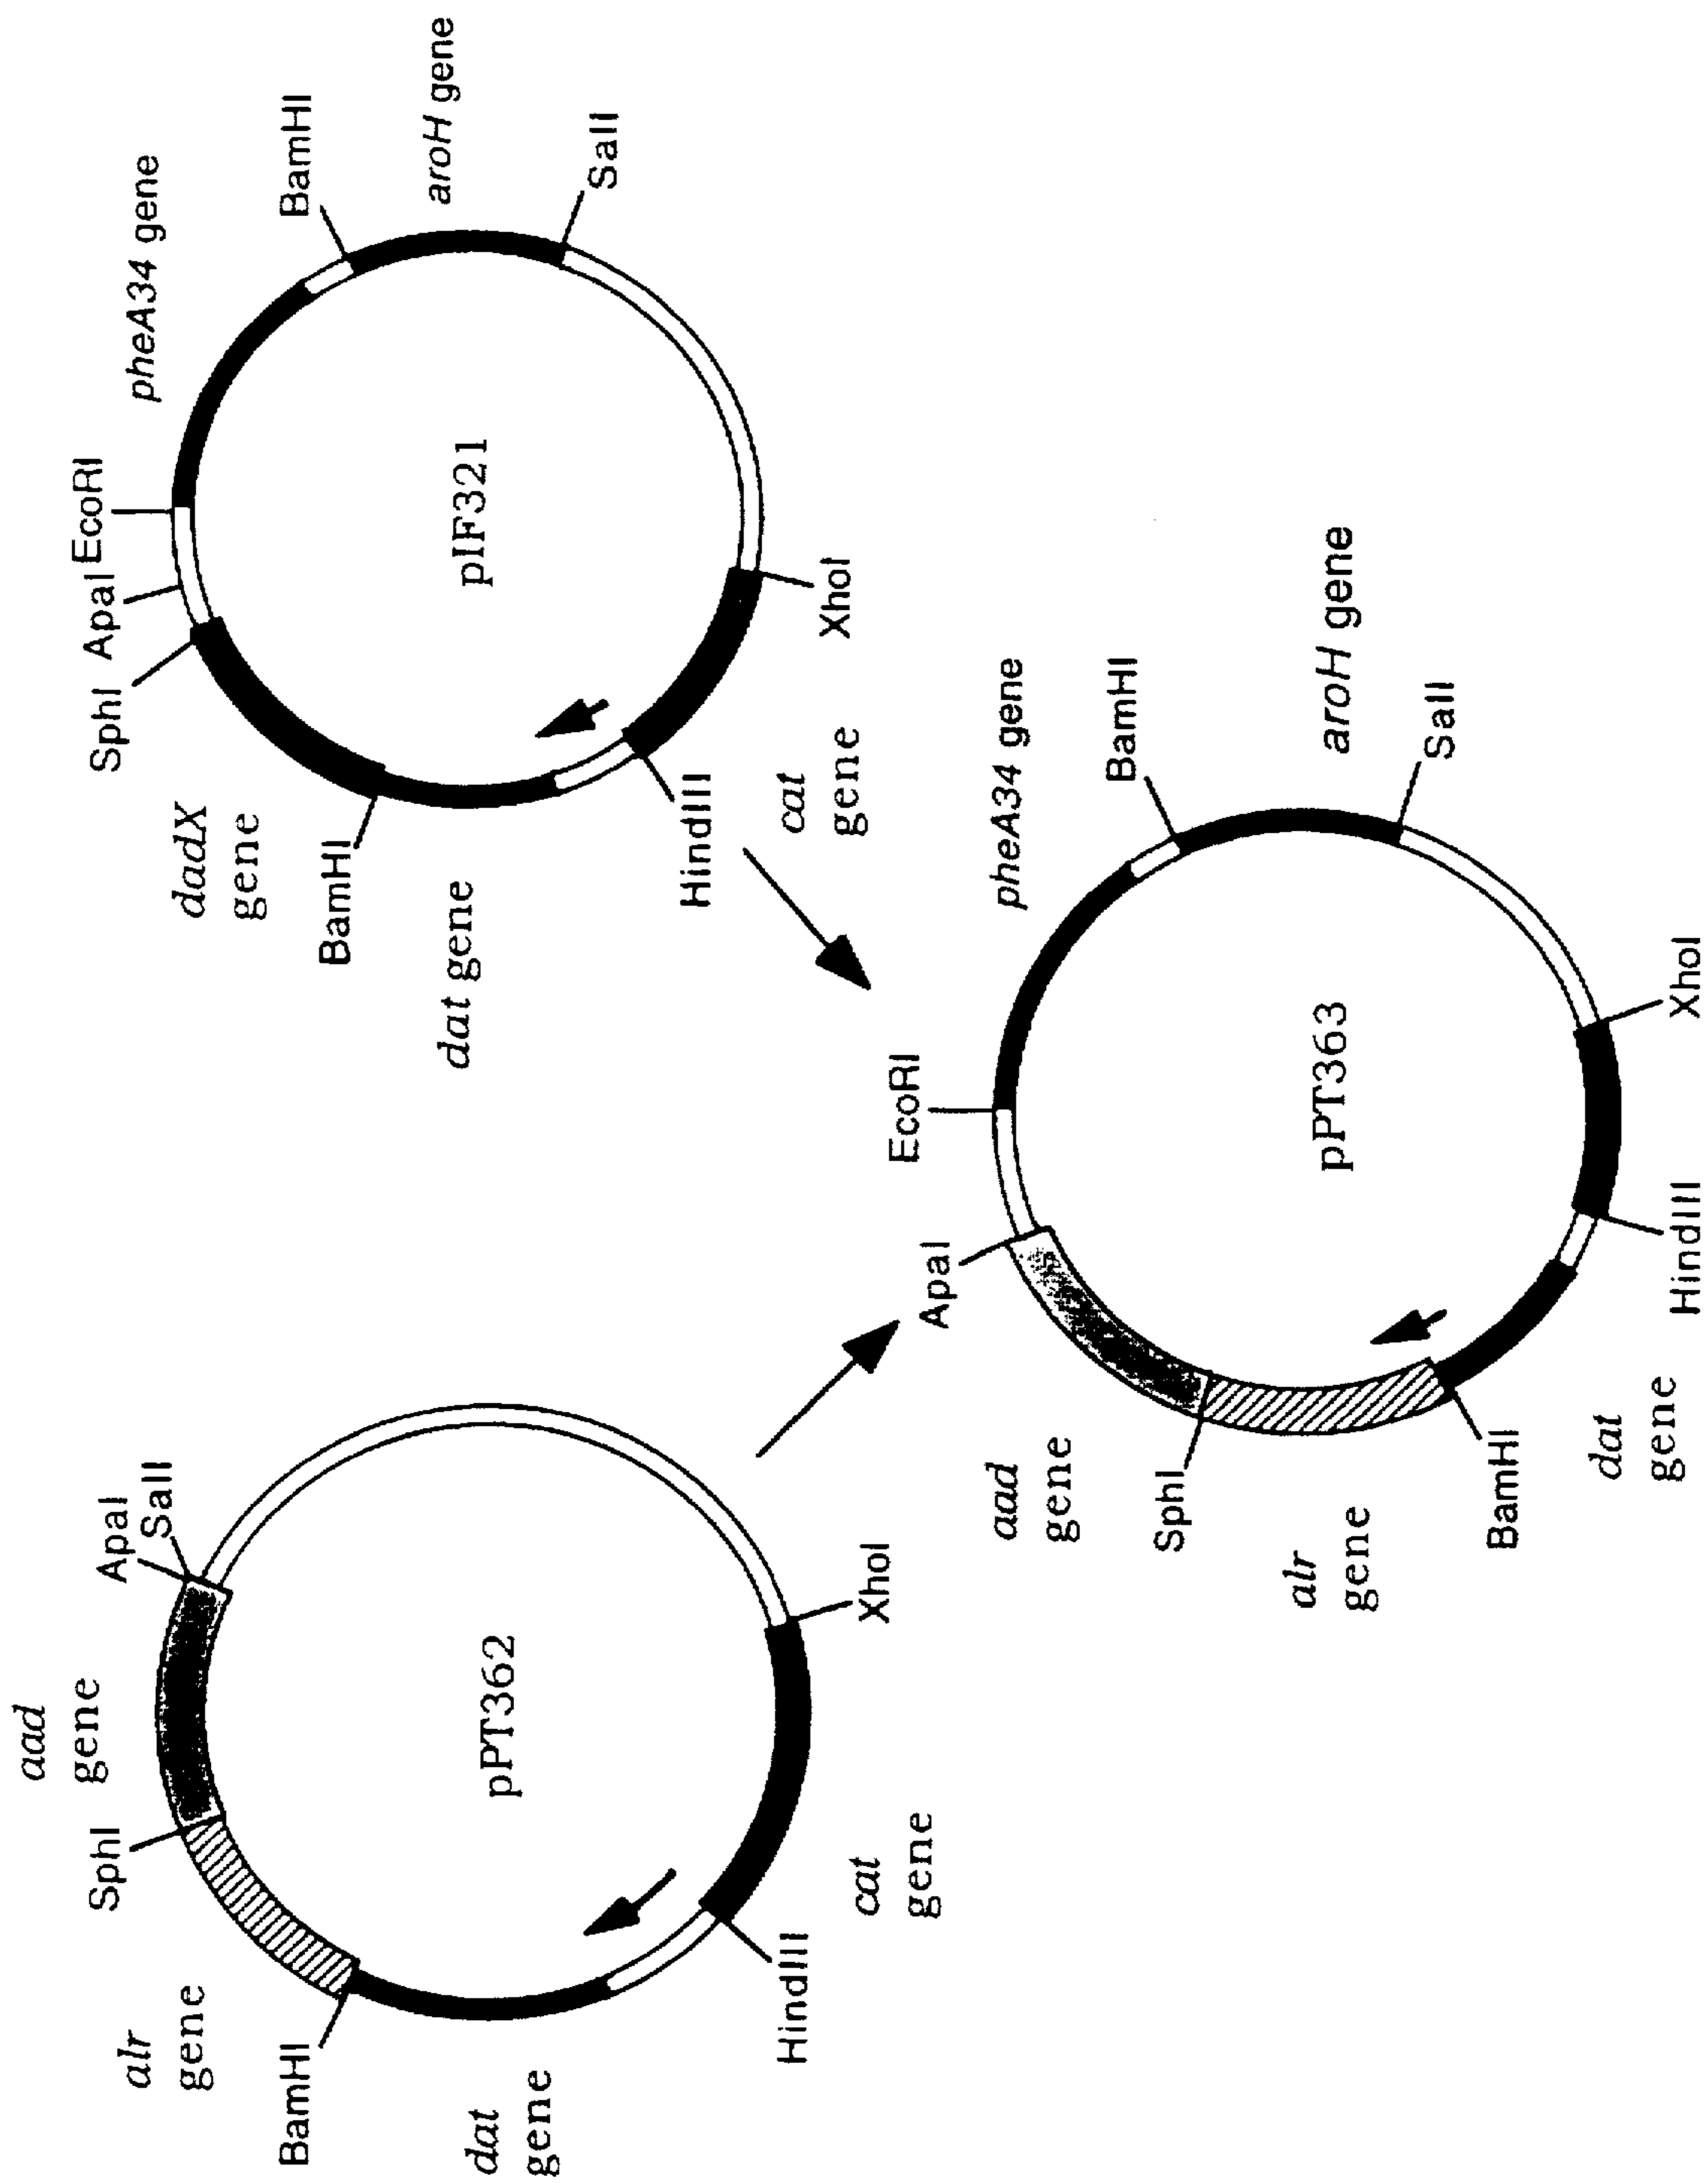 aad
gene
ApaI
SalI
SphI
alr
gene
BamHI
pPT362
dat
gene
XhoI
cat
gene
HindIII
EcoRI
ApaI
SphI
pheA34 gene
BamHI
dadX
gene
BamHI
aroH gene
pIF321
dat gene
SalI
HindIII
cat
gene
XhoI
EcoRI
ApaI
pheA34 gene
aad
gene
BamHI
SphI
alr
gene
pPT363
aroH gene
SalI
BamHI
dat
gene
HindIII
XhoI